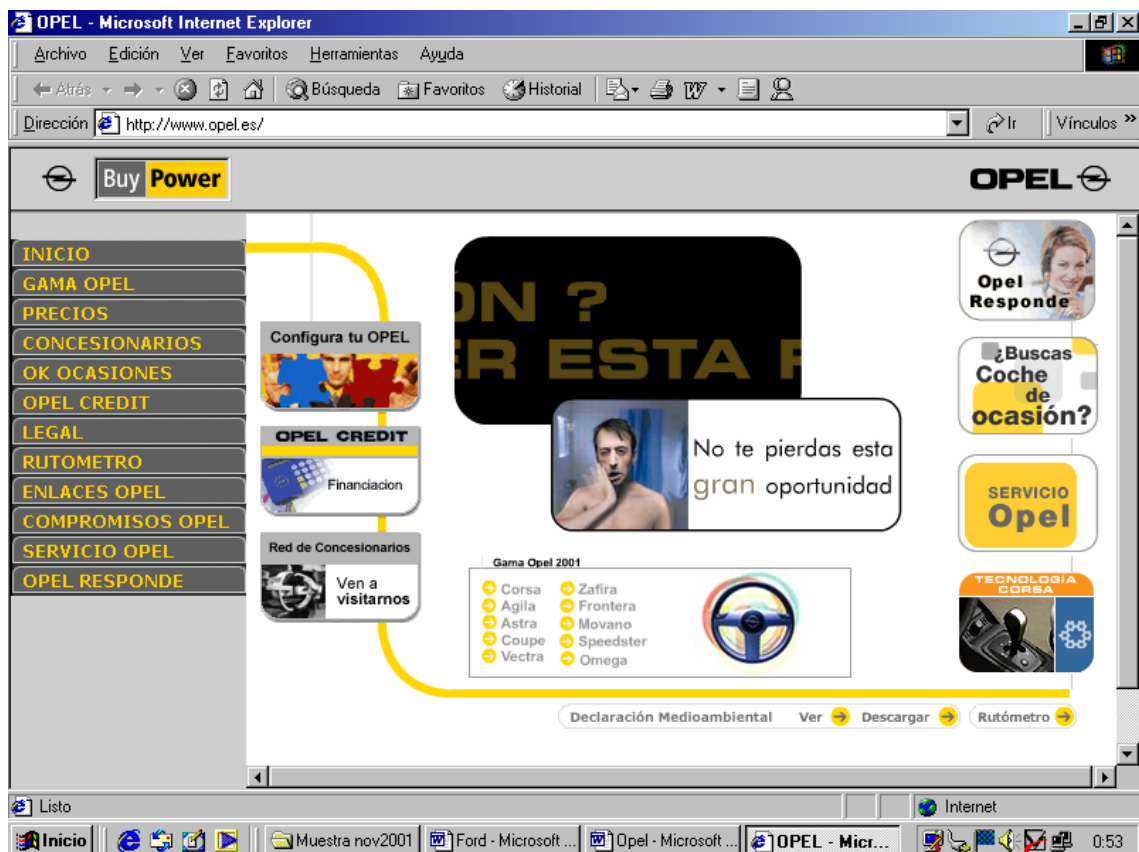 OPEL - Microsoft Internet Explorer
Archivo Edición Ver Favoritos Herramientas Ayuda
Atrás Búsqueda Favoritos Historial
Dirección http://www.opel.es/ Ir Vínculos »
Buy Power
OPEL
INICIO
GAMA OPEL
PRECIOS
CONCESIONARIOS
OK OCASIONES
OPEL CREDIT
LEGAL
RUTOMETRO
ENLACES OPEL
COMPROMISOS OPEL
SERVICIO OPEL
OPEL RESPONDE
Configura tu OPEL
OPEL CREDIT
Financiacion
Red de Concesionarios
Ven a
visitarnos
ÓN ?
ER ESTA
No te pierdas esta
gran oportunidad
Gama Opel 2001
Corsa Zafira
Agila Frontera
Astra Movano
Coupe Speedster
Vectra Omega
Opel
Responde
¿Buscas
Coche
de
ocasión?
SERVICIO
Opel
TECNOLOGÍA
CORSA
Declaración Medioambiental Ver Descargar Rutómetro
Listo Internet
Inicio Muestra nov2001 Ford - Microsoft ... Opel - Microsoft ... OPEL - Micr... 0:53